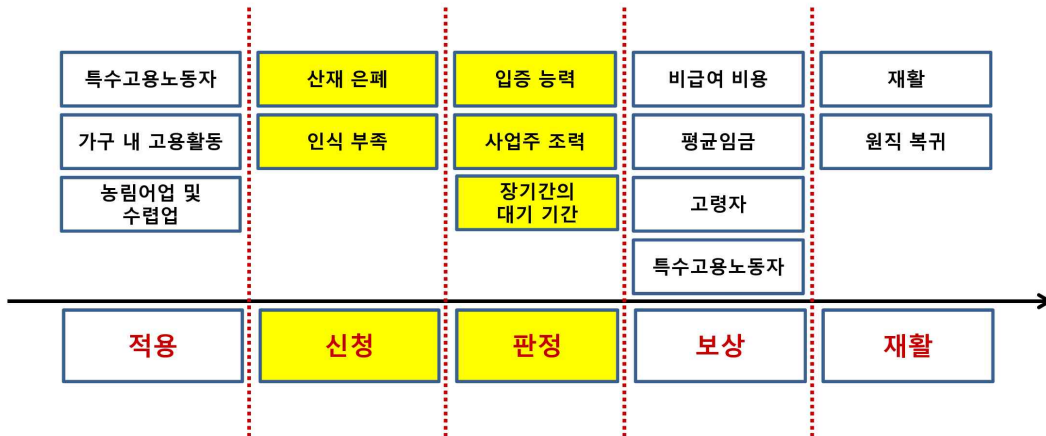 특수고용노동자
산재 은폐
입증 능력
비급여 비용
재활
가구 내 고용활동
인식 부족
사업주 조력
평균임금
원직 복귀
농림어업 및
수렵업
장기간의
대기 기간
고령자
특수고용노동자
적용
신청
판정
보상
재활